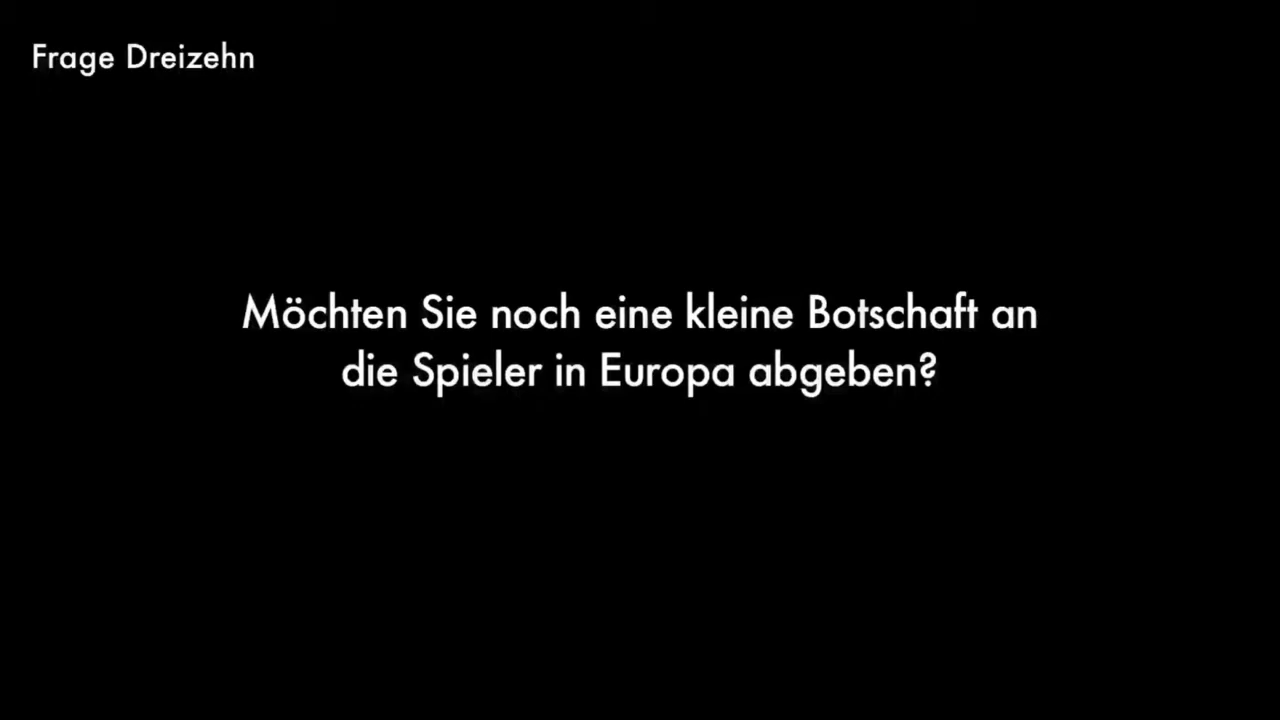 Frage Dreizehn
Möchten Sie noch eine kleine Botschaft an
die Spieler in Europa abgeben?